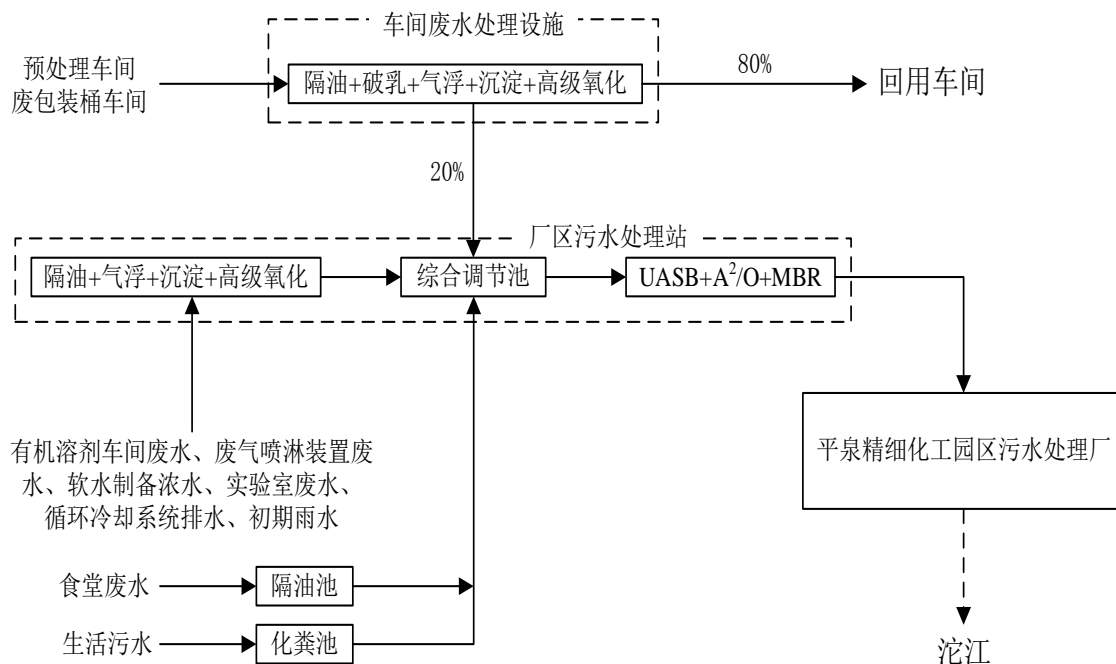 车间废水处理设施
预处理车间
废包装桶车间
隔油+破乳+气浮+沉淀+高级氧化
80%
回用车间
20%
厂区污水处理站
隔油+气浮+沉淀+高级氧化
综合调节池
UASB+A²/O+MBR
有机溶剂车间废水、废气喷淋装置废
水、软水制备浓水、实验室废水、
循环冷却系统排水、初期雨水
平泉精细化工园区污水处理厂
食堂废水
隔油池
生活污水
化粪池
沱江